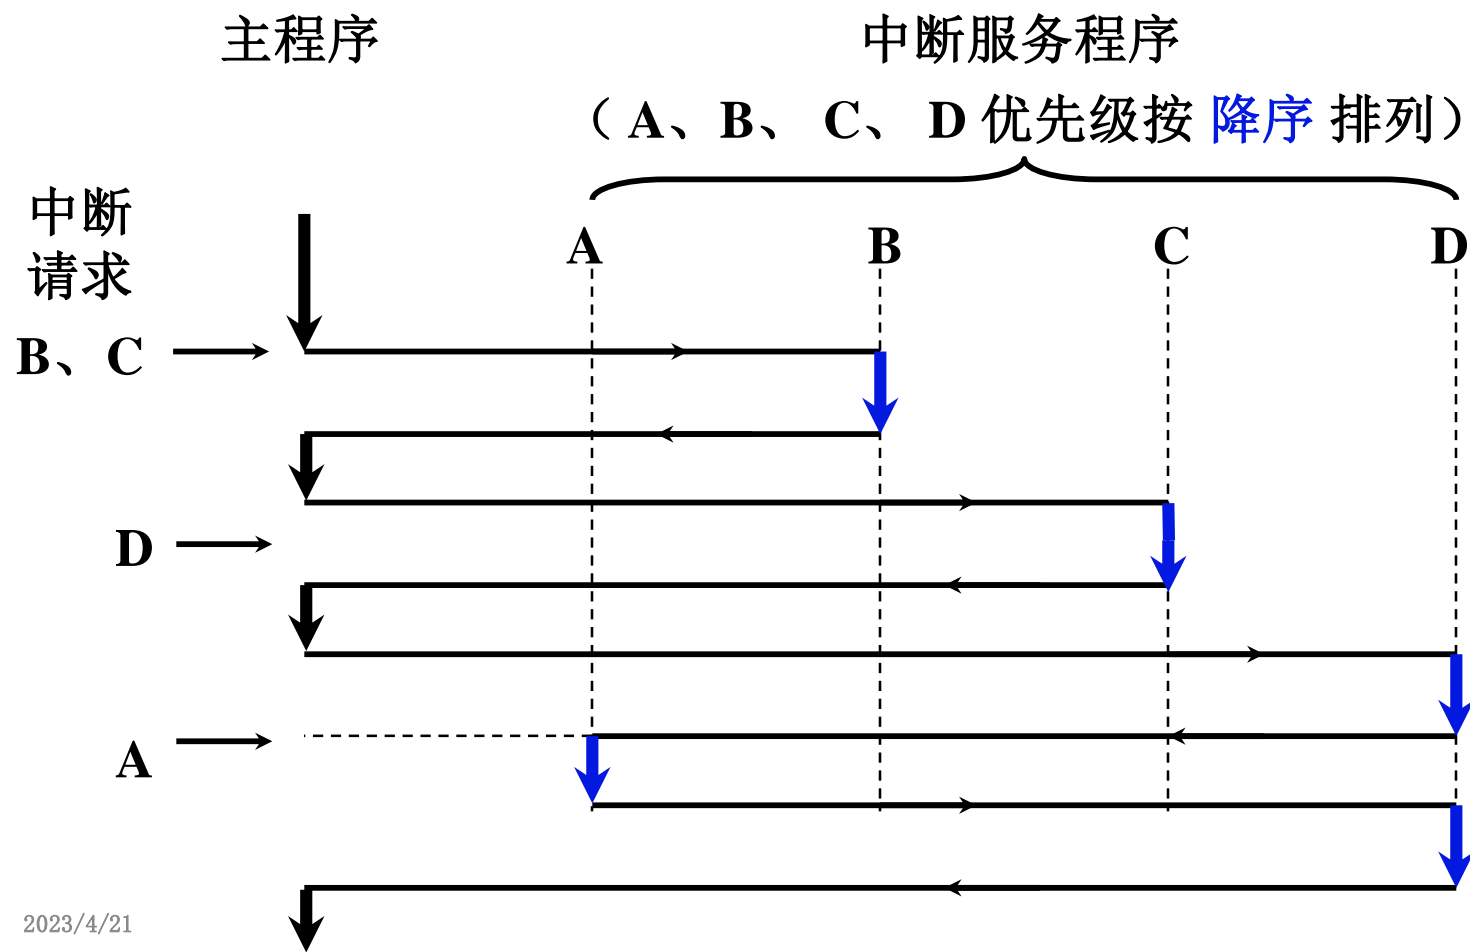 主程序
中断服务程序
（ A、B、 C、 D 优先级按 降序 排列）
中断
请求
A
B
C
D
B、C
D
A
2023/4/21